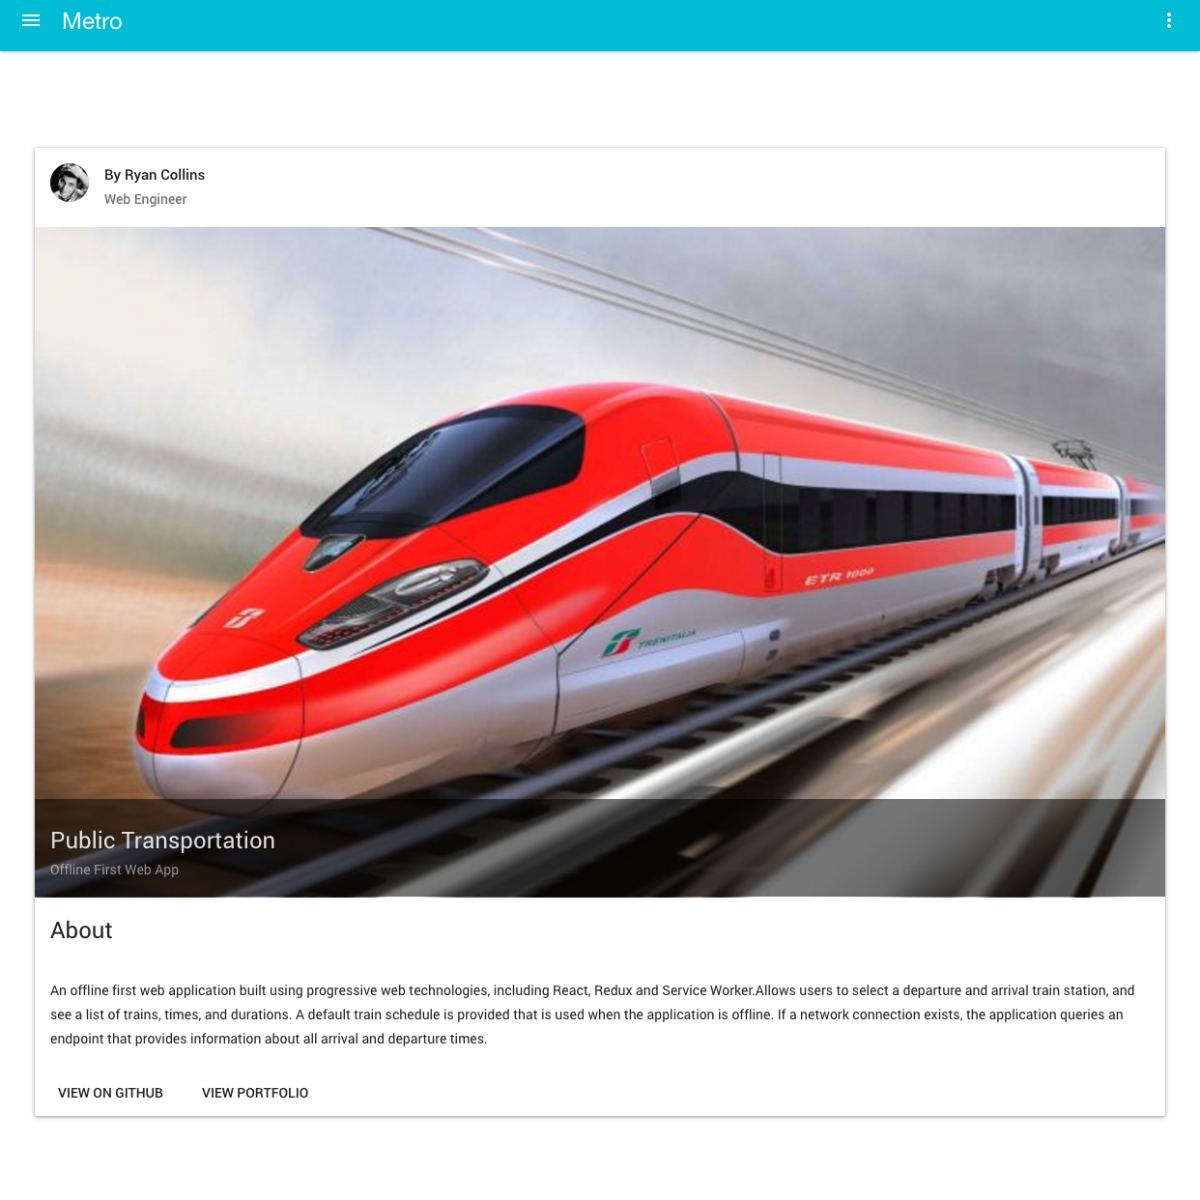 Metro
By Ryan Collins
Web Engineer
ETR 1000
TRENITALIA
Public Transportation
Offline First Web App
About
An offline first web application built using progressive web technologies, including React, Redux and Service Worker.Allows users to select a departure and arrival train station, and
see a list of trains, times, and durations. A default train schedule is provided that is used when the application is offline. If a network connection exists, the application queries an
endpoint that provides information about all arrival and departure times.
VIEW ON GITHUB VIEW PORTFOLIO